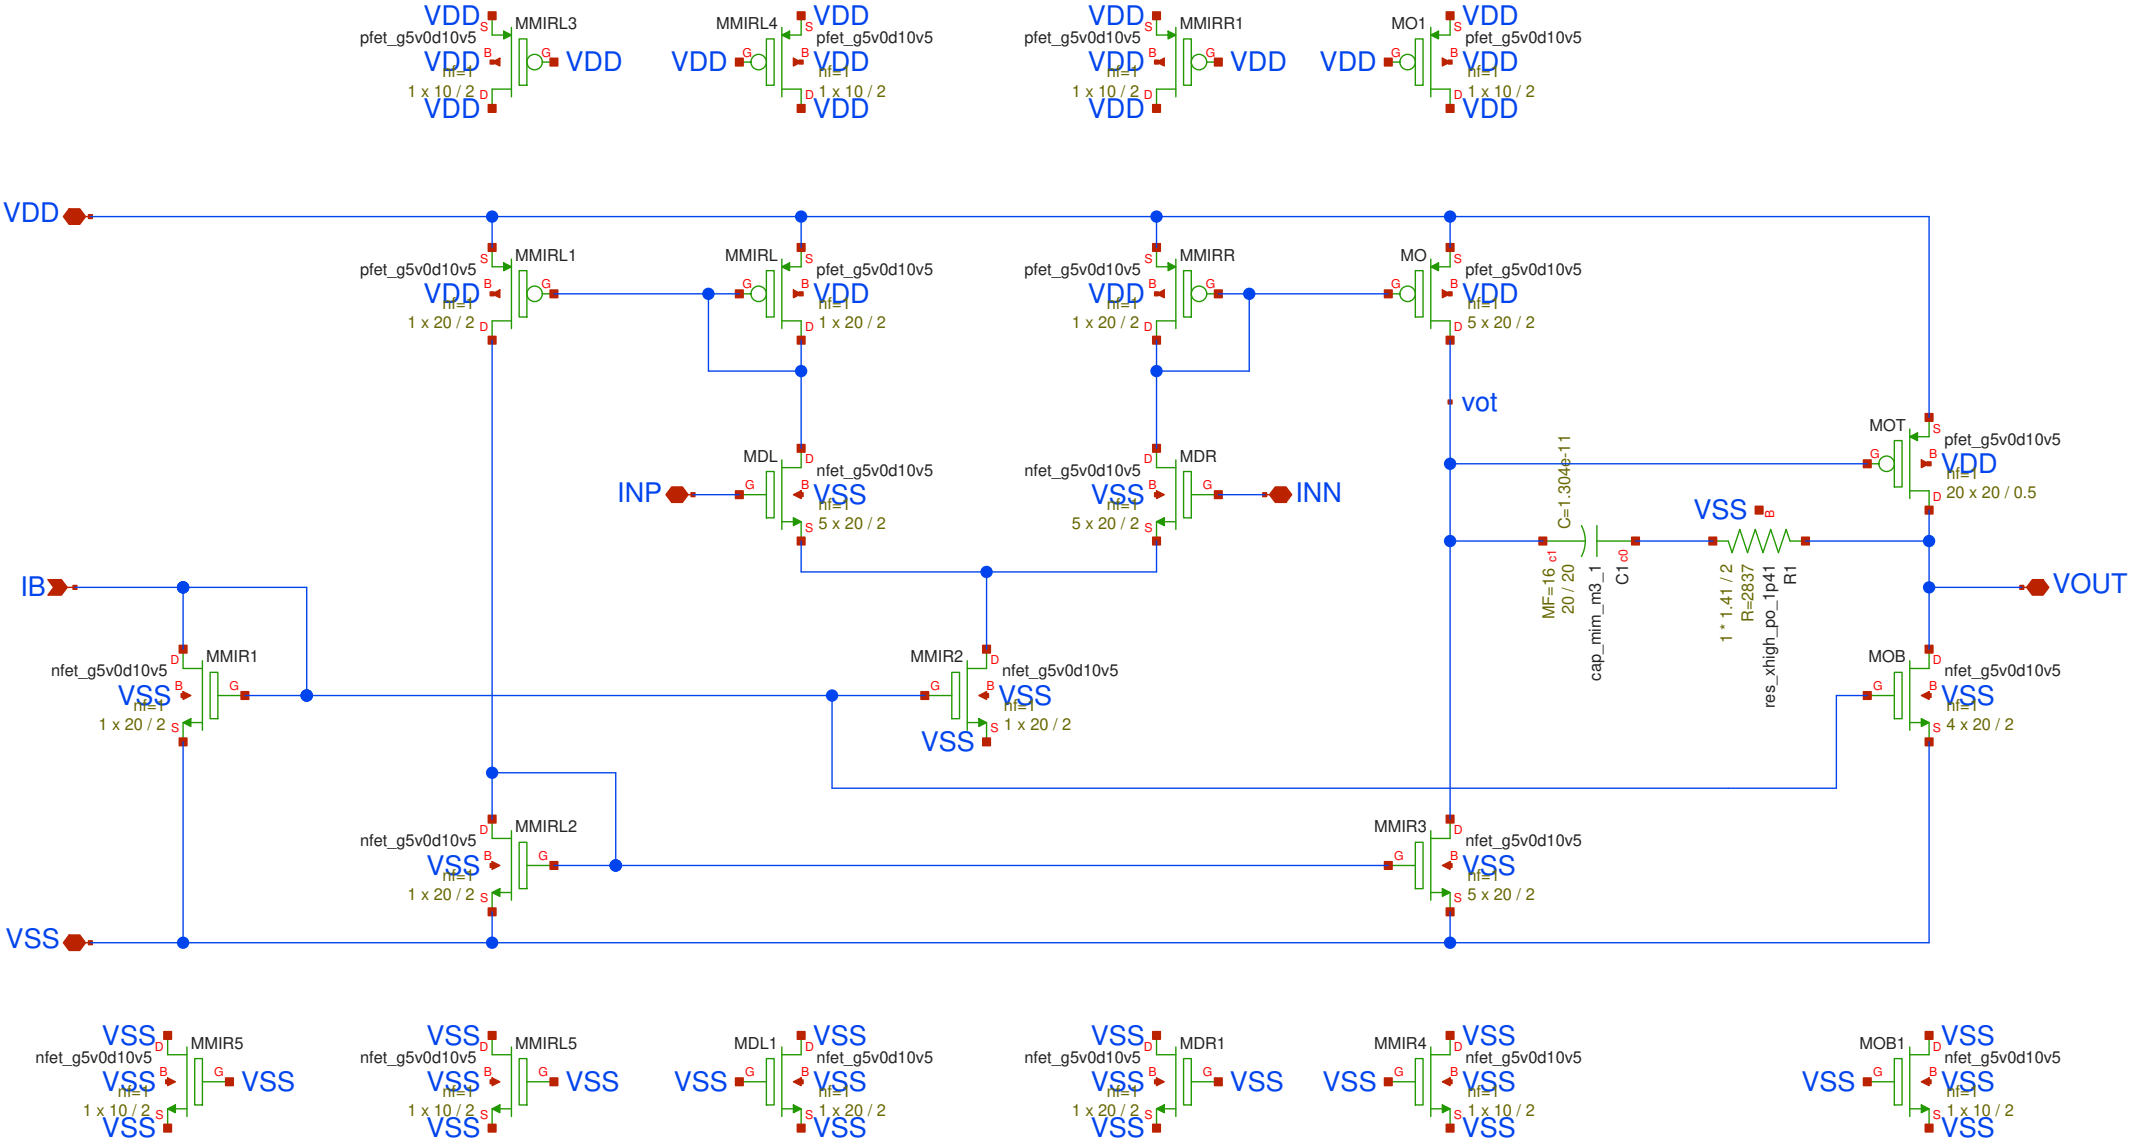 VDD
S
MMIRL3
pfet_g5v0d10v5
VDD
B
G
VDD
nf=1
1 x 10 / 2
D
VDD
MMIRL4
VDD
S
pfet_g5v0d10v5
VDD
G
B
VDD
nf=1
1 x 10 / 2
D
VDD
VDD
S
MMIRR1
pfet_g5v0d10v5
VDD
B
G
VDD
nf=1
1 x 10 / 2
D
VDD
MO1
VDD
S
pfet_g5v0d10v5
VDD
G
B
VDD
nf=1
1 x 10 / 2
D
VDD
VDD
S
MMIRL1
pfet_g5v0d10v5
VDD
B
G
nf=1
1 x 20 / 2
D
MMIRL
S
pfet_g5v0d10v5
G
B
VDD
nf=1
1 x 20 / 2
D
S
MMIRR
pfet_g5v0d10v5
VDD
B
G
nf=1
1 x 20 / 2
D
MO
S
pfet_g5v0d10v5
G
B
VDD
nf=1
5 x 20 / 2
D
vot
MOT
S
pfet_g5v0d10v5
G
B
VDD
nf=1
20 x 20 / 0.5
D
MDL
D
nfet_g5v0d10v5
INP
G
B
VSS
nf=1
5 x 20 / 2
S
D
MDR
nfet_g5v0d10v5
VSS
B
G
INN
nf=1
5 x 20 / 2
S
C=1.304e-11
MF=16
20 / 20
c1
cap_mim_m3_1
C1
c0
VSS
B
1 * 1.41 / 2
R=2837
res_xhigh_po_1p41
R1
IB
VOUT
D
MMIR1
nfet_g5v0d10v5
VSS
B
G
nf=1
1 x 20 / 2
S
MMIR2
D
nfet_g5v0d10v5
G
B
VSS
nf=1
1 x 20 / 2
S
VSS
MOB
D
nfet_g5v0d10v5
G
B
VSS
nf=1
4 x 20 / 2
S
D
MMIRL2
nfet_g5v0d10v5
VSS
B
G
nf=1
1 x 20 / 2
S
MMIR3
D
nfet_g5v0d10v5
G
B
VSS
nf=1
5 x 20 / 2
S
VSS
VSS
D
MMIR5
nfet_g5v0d10v5
VSS
B
G
VSS
nf=1
1 x 10 / 2
S
VSS
VSS
D
MMIRL5
nfet_g5v0d10v5
VSS
B
G
VSS
nf=1
1 x 10 / 2
S
VSS
MDL1
VSS
D
nfet_g5v0d10v5
VSS
G
B
VSS
nf=1
1 x 20 / 2
S
VSS
VSS
D
MDR1
nfet_g5v0d10v5
VSS
B
G
VSS
nf=1
1 x 20 / 2
S
VSS
MMIR4
VSS
D
nfet_g5v0d10v5
VSS
G
B
VSS
nf=1
1 x 10 / 2
S
VSS
MOB1
VSS
D
nfet_g5v0d10v5
VSS
G
B
VSS
nf=1
1 x 10 / 2
S
VSS